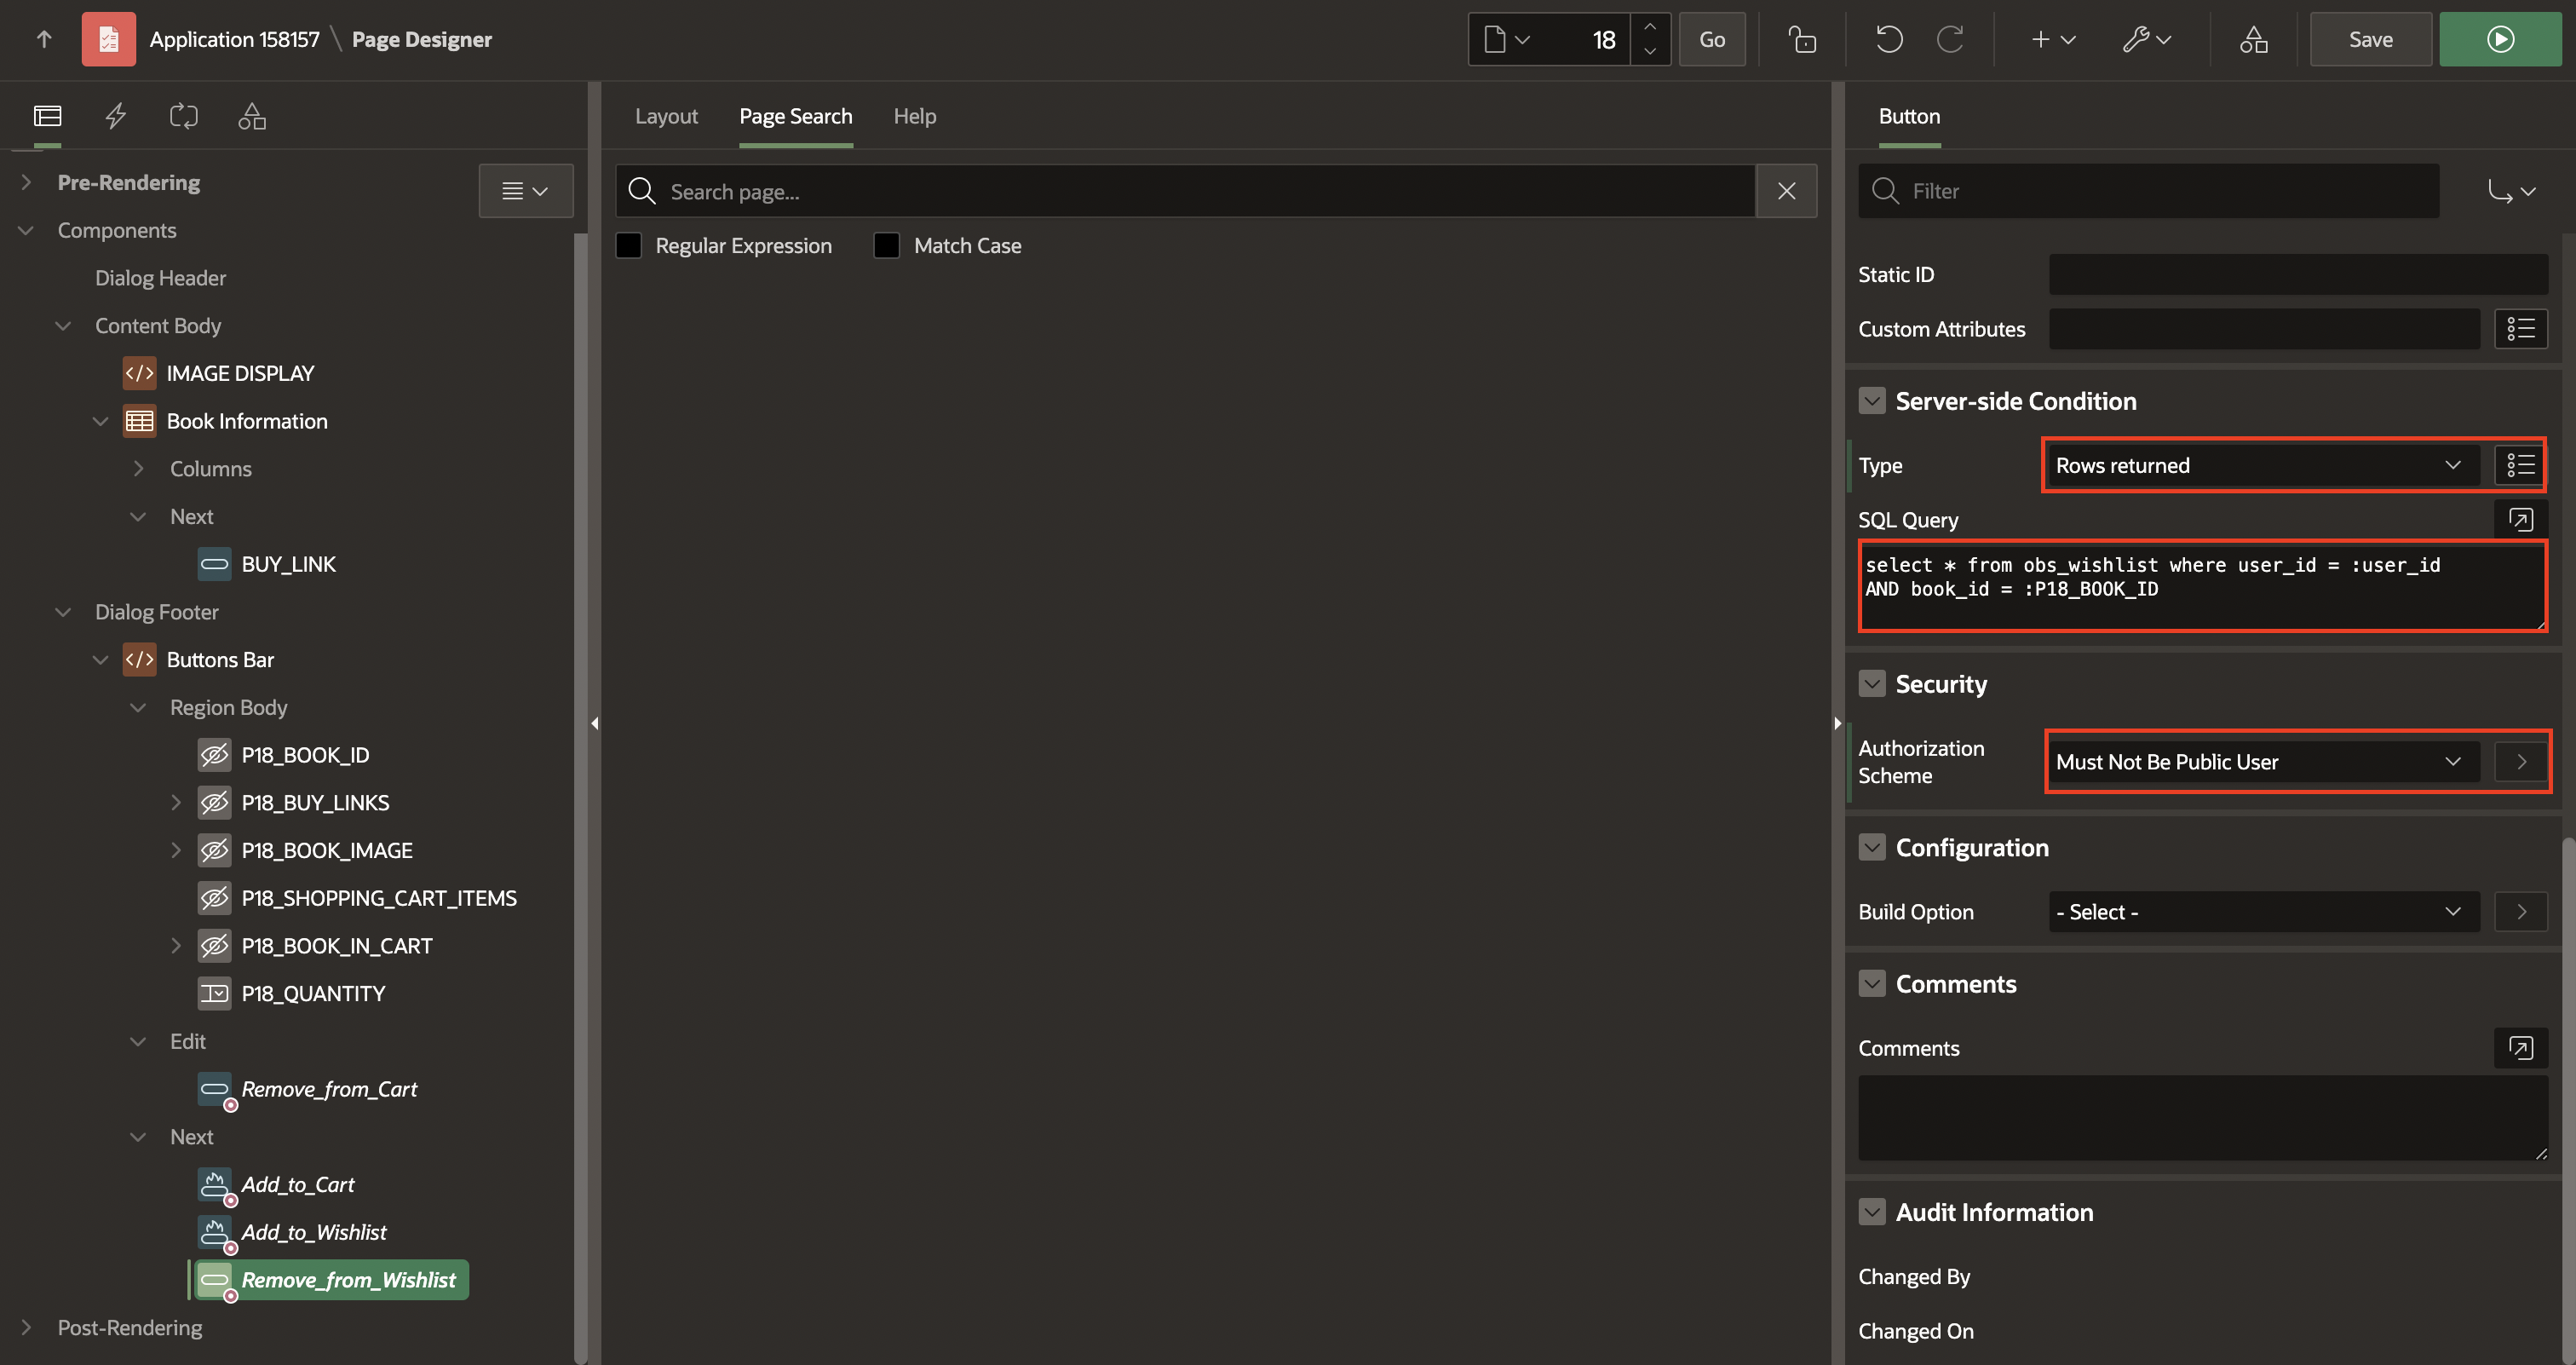 Application 158157 \ Page Designer
18
Go
Save
Pre-Rendering
Components
Dialog Header
Content Body
</> IMAGE DISPLAY
Book Information
Columns
Next
BUY_LINK
Dialog Footer
</> Buttons Bar
Region Body
P18_BOOK_ID
P18_BUY_LINKS
P18_BOOK_IMAGE
P18_SHOPPING_CART_ITEMS
P18_BOOK_IN_CART
P18_QUANTITY
Edit
Remove_from_Cart
Next
Add_to_Cart
Add_to_Wishlist
Remove_from_Wishlist
Post-Rendering
Layout Page Search Help
Search page...
Regular Expression Match Case
Button
Filter
Static ID
Custom Attributes
Server-side Condition
Type Rows returned
SQL Query
select * from obs_wishlist where user_id = :user_id
AND book_id = :P18_BOOK_ID
Security
Authorization
Scheme
Must Not Be Public User
Configuration
Build Option - Select -
Comments
Comments
Audit Information
Changed By
Changed On